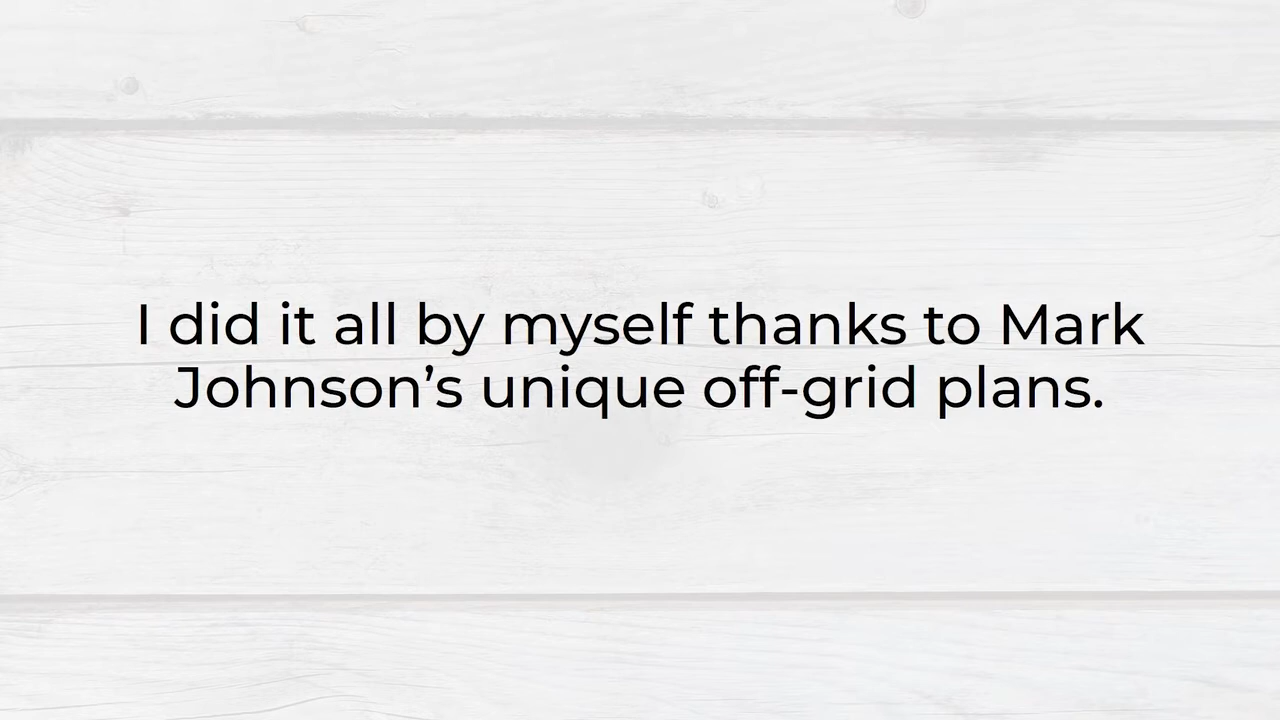 I did it all by myself thanks to Mark
Johnson’s unique off-grid plans.